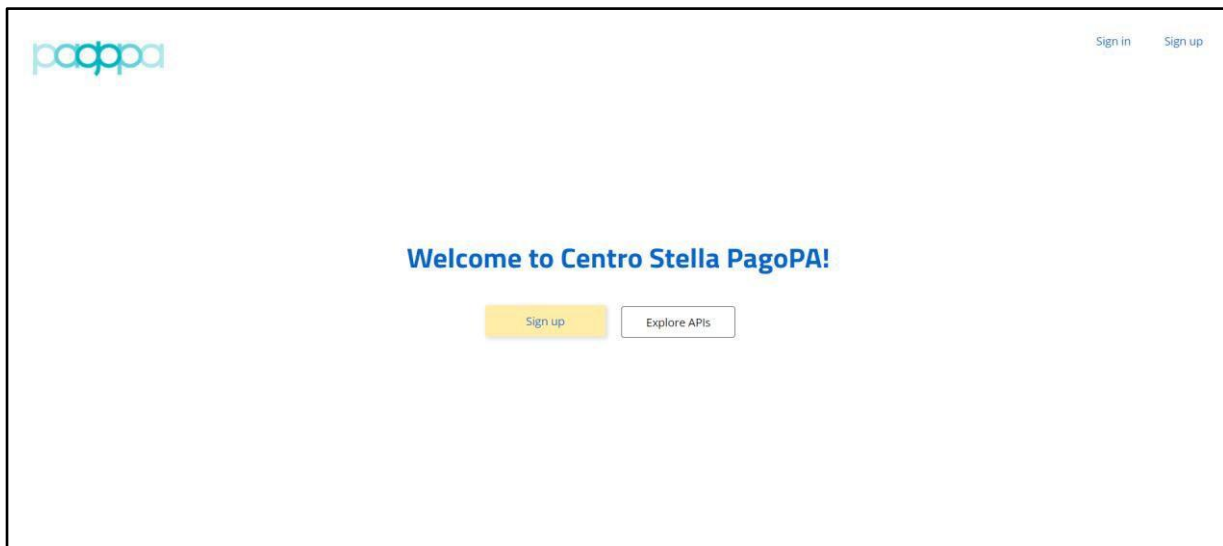 pagopa
Sign in
Sign up
Welcome to Centro Stella PagoPA!
Sign up
Explore APIs